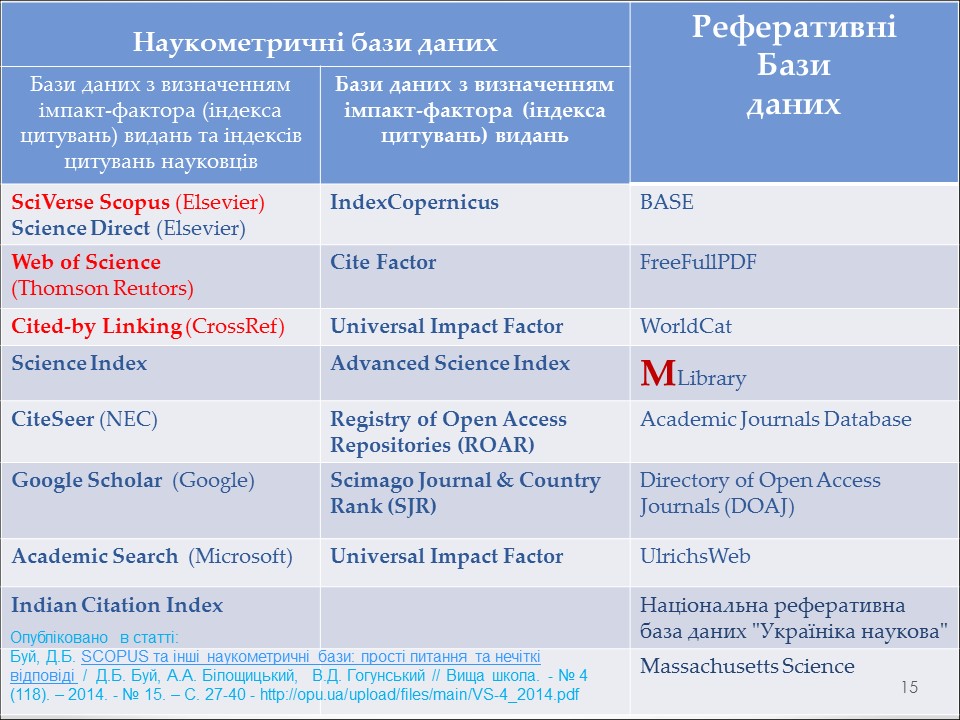 Наукометричні бази даних
Реферативні
Бази
даних
Бази даних з визначенням
імпакт-фактора (індекса
цитувань) видань та індексів
цитувань науковців
Бази даних з визначенням
імпакт-фактора (індекса
цитувань) видань
SciVerse Scopus (Elsevier)
Science Direct (Elsevier)
IndexCopernicus
BASE
Web of Science
(Thomson Reutors)
Cite Factor
FreeFullPDF
Cited-by Linking (CrossRef)
Universal Impact Factor
WorldCat
Science Index
Advanced Science Index
MLibrary
CiteSeer (NEC)
Registry of Open Access
Repositories (ROAR)
Academic Journals Database
Google Scholar (Google)
Scimago Journal & Country
Rank (SJR)
Directory of Open Access
Journals (DOAJ)
Academic Search (Microsoft)
Universal Impact Factor
UlrichsWeb
Indian Citation Index
Національна реферативна
база даних "Україніка наукова"
Massachusetts Science
Опубліковано в статті:
Буй, Д.Б. SCOPUS та інші наукометричні бази: прості питання та нечіткі
відповіді / Д.Б. Буй, А.А. Білощицький, В.Д. Гогунський // Вища школа. - № 4
(118). – 2014. - № 15. – С. 27-40 - http://opu.ua/upload/files/main/VS-4_2014.pdf
15